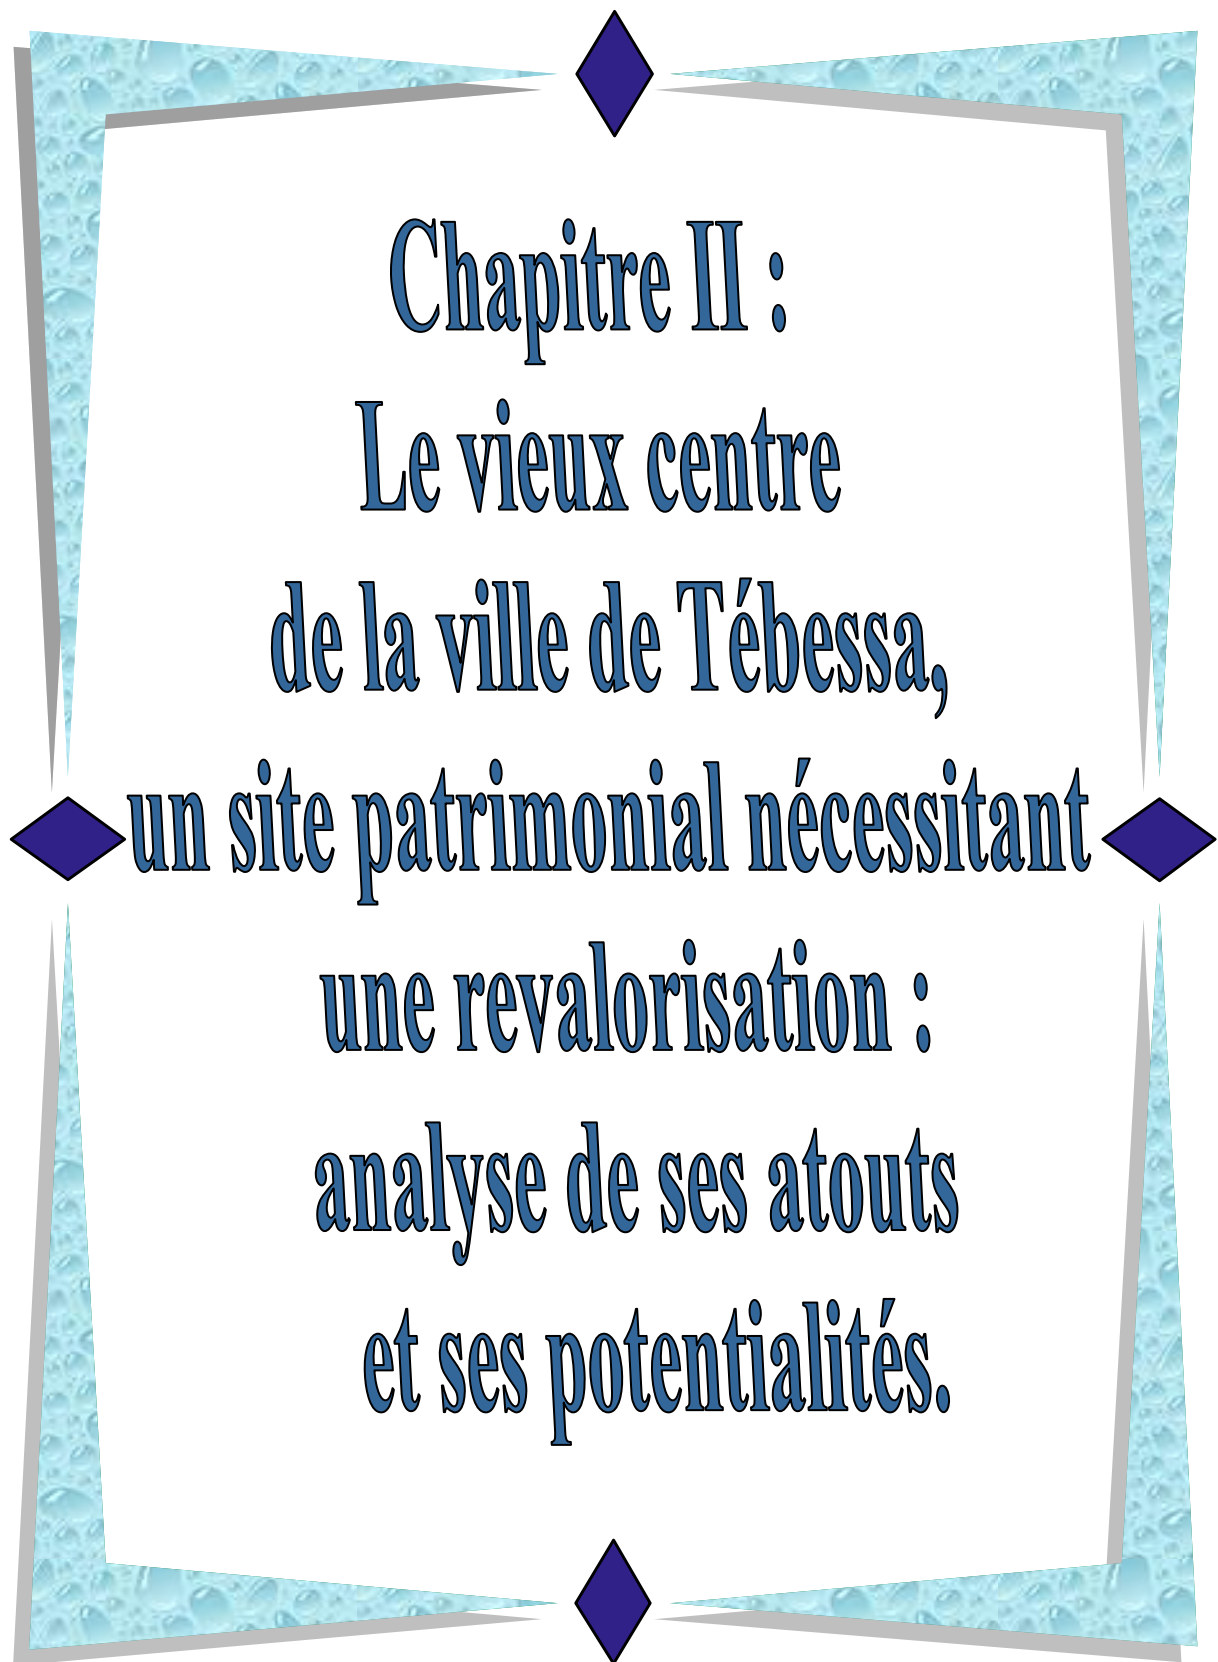 Chapitre II :
Le vieux centre
de la ville de Tébessa,
un site patrimonial nécessitant
une revalorisation :
analyse de ses atouts
et ses potentialités.